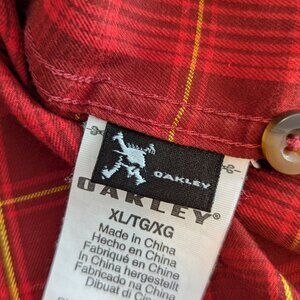 OAKLEY
OAKLEY
XL/TG/XG
Made in China
Hecho en China
Fabriqué en Chine
In China hergestellt
Fabricado na China